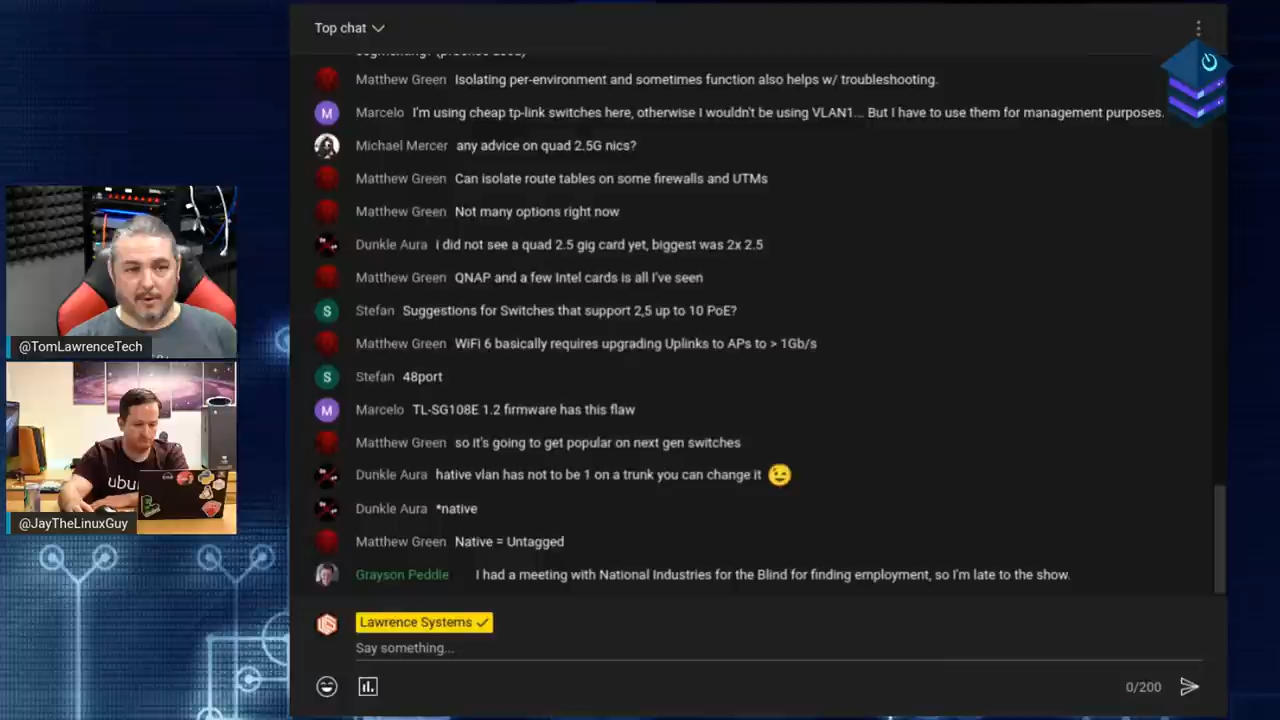 Top chat
Matthew Green Isolating per-environment and sometimes function also helps w/ troubleshooting.
M Marcelo I'm using cheap tp-link switches here, otherwise I wouldn't be using VLAN1... But I have to use them for management purposes.
Michael Mercer any advice on quad 2.5G nics?
Matthew Green Can isolate route tables on some firewalls and UTMs
Matthew Green Not many options right now
Dunkle Aura i did not see a quad 2.5 gig card yet, biggest was 2x 2.5
Matthew Green QNAP and a few Intel cards is all I've seen
S Stefan Suggestions for Switches that support 2,5 up to 10 PoE?
Matthew Green WiFi 6 basically requires upgrading Uplinks to APs to > 1Gb/s
S Stefan 48port
M Marcelo TL-SG108E 1.2 firmware has this flaw
Matthew Green so it's going to get popular on next gen switches
Dunkle Aura hative vlan has not to be 1 on a trunk you can change it 😉
Dunkle Aura *native
Matthew Green Native = Untagged
Grayson Peddie I had a meeting with National Industries for the Blind for finding employment, so I'm late to the show.
Lawrence Systems
Say something...
0/200
@TomLawrenceTech
ubu
@JayTheLinuxGuy